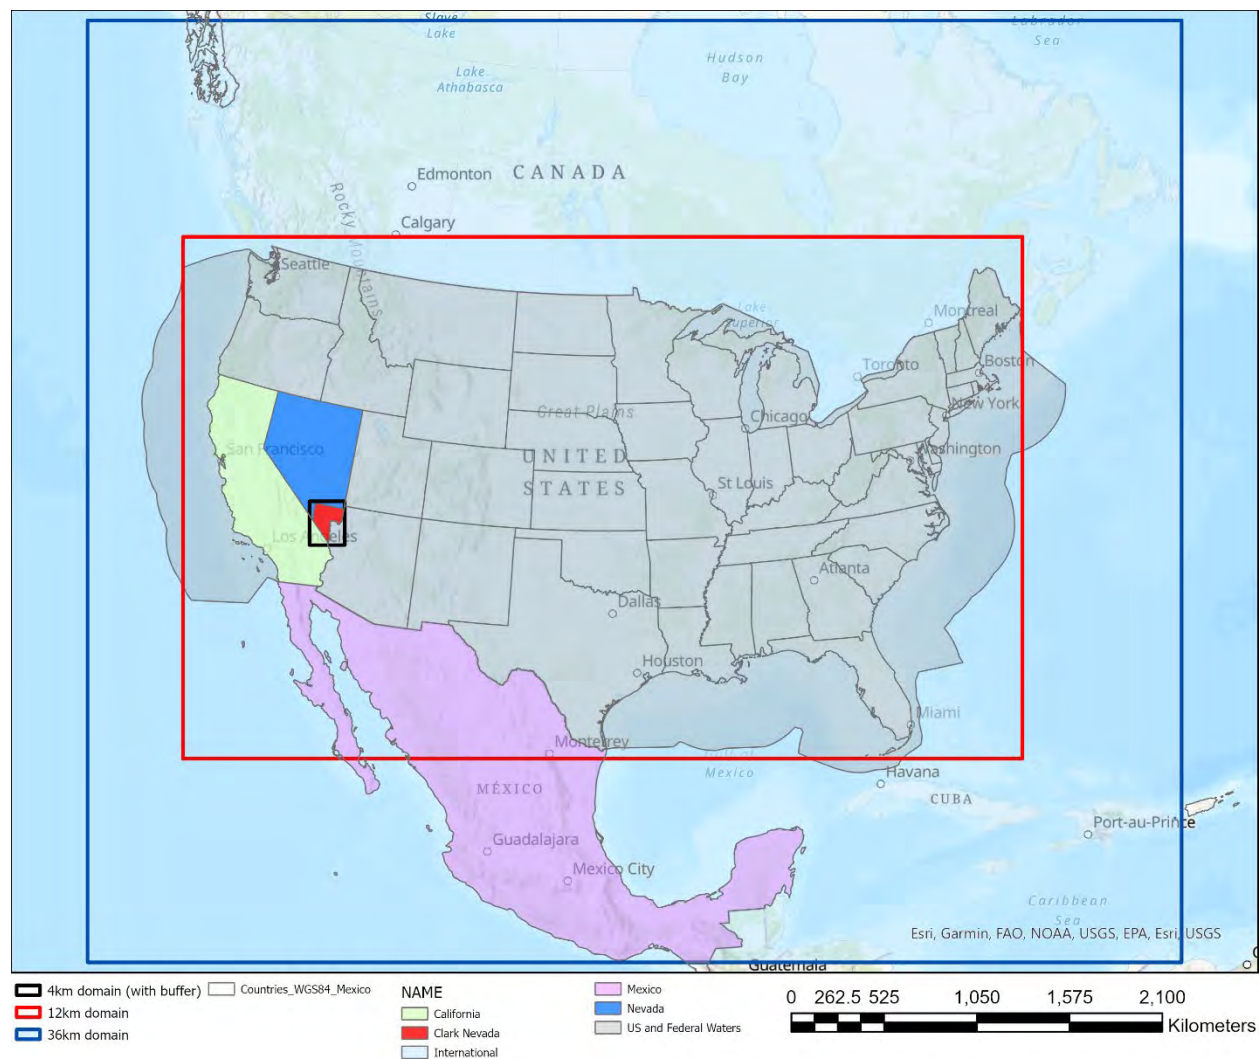 Slave
Lake
Labrador
Sea
Hudson
Bay
Lake
Athabasca
Edmonton
CANADA
Rocky Mountains
Calgary
Seattle
Lake
Superior
Montreal
Toronto
Boston
Great Plains
Chicago
New York
San Francisco
UNITED
STATES
Washington
St Louis
Los Angeles
Atlanta
Dallas
Houston
Miami
Monterrey
Gulf of
Mexico
Havana
MÉXICO
CUBA
Port-au-Prince
Guadalajara
Mexico City
Caribbean
Sea
Esri, Garmin, FAO, NOAA, USGS, EPA, Esri, USGS
Guatemala
4km domain (with buffer)
Countries_WGS84_Mexico
12km domain
36km domain
NAME
California
Clark Nevada
International
Mexico
Nevada
US and Federal Waters
0 262.5 525 1,050 1,575 2,100
Kilometers